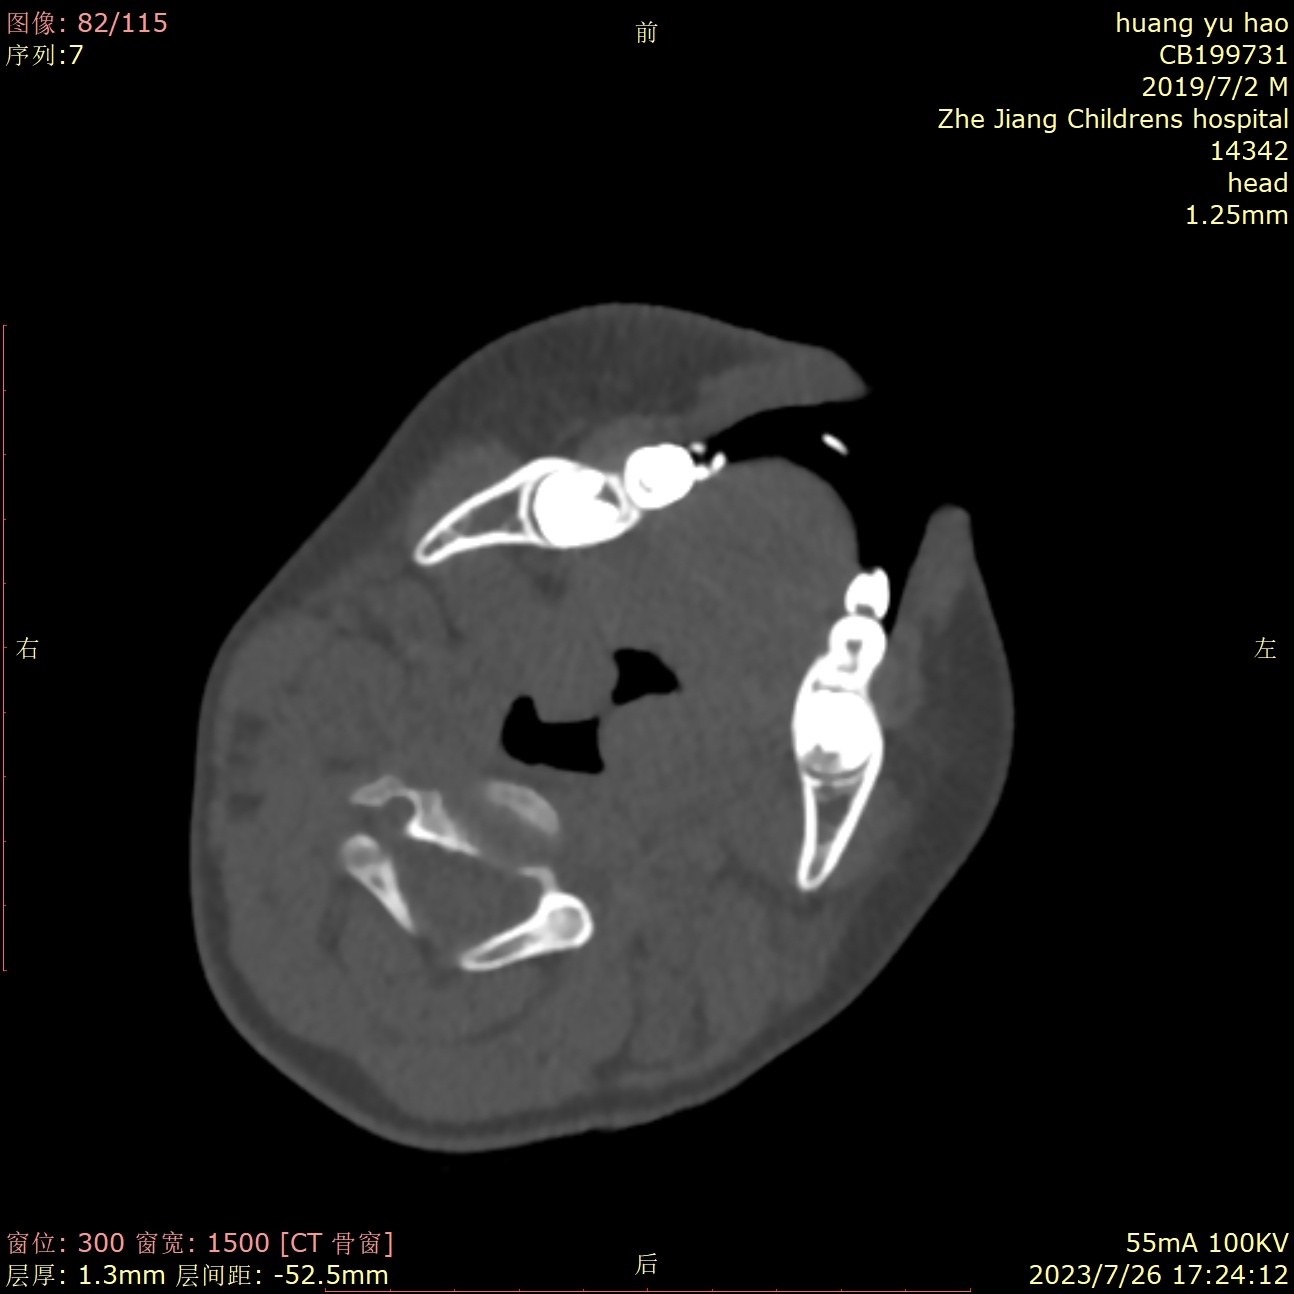 图像: 82/115
序列:7
前
huang yu hao
CB199731
2019/7/2 M
Zhe Jiang Childrens hospital
14342
head
1.25mm
右
左
窗位: 300 窗宽: 1500 [CT 骨窗]
层厚: 1.3mm 层间距: -52.5mm
后
55mA 100KV
2023/7/26 17:24:12